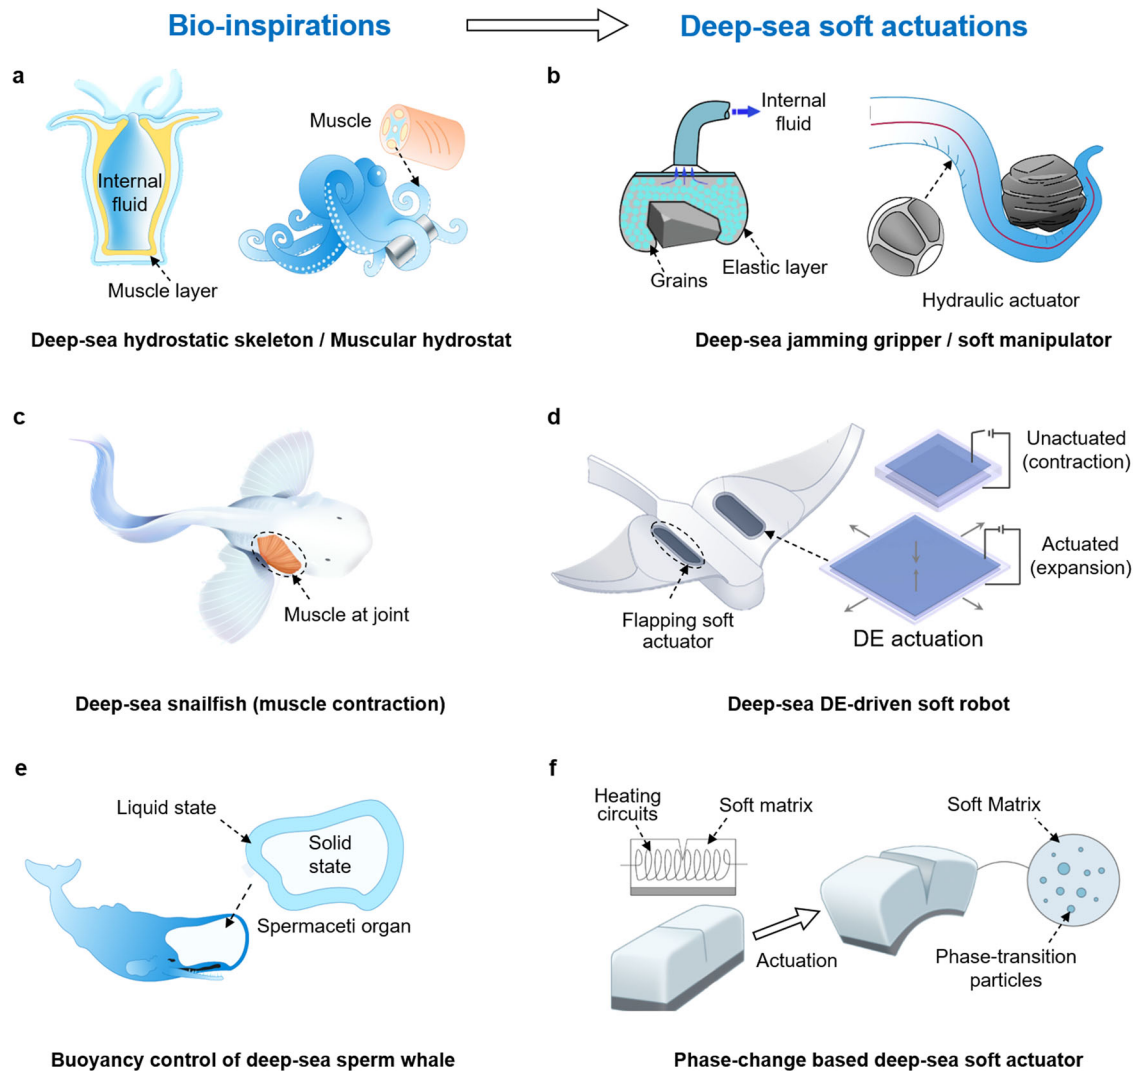 Bio-inspirations
Deep-sea soft actuations
a
Internal
fluid
Muscle layer
Muscle
Deep-sea hydrostatic skeleton / Muscular hydrostat
b
Internal
fluid
Grains
Elastic layer
Hydraulic actuator
Deep-sea jamming gripper / soft manipulator
c
Muscle at joint
Deep-sea snailfish (muscle contraction)
d
Flapping soft
actuator
Unactuated
(contraction)
Actuated
(expansion)
DE actuation
Deep-sea DE-driven soft robot
e
Liquid state
Solid
state
Spermaceti organ
Buoyancy control of deep-sea sperm whale
f
Heating
circuits
Soft matrix
Actuation
Soft Matrix
Phase-transition
particles
Phase-change based deep-sea soft actuator